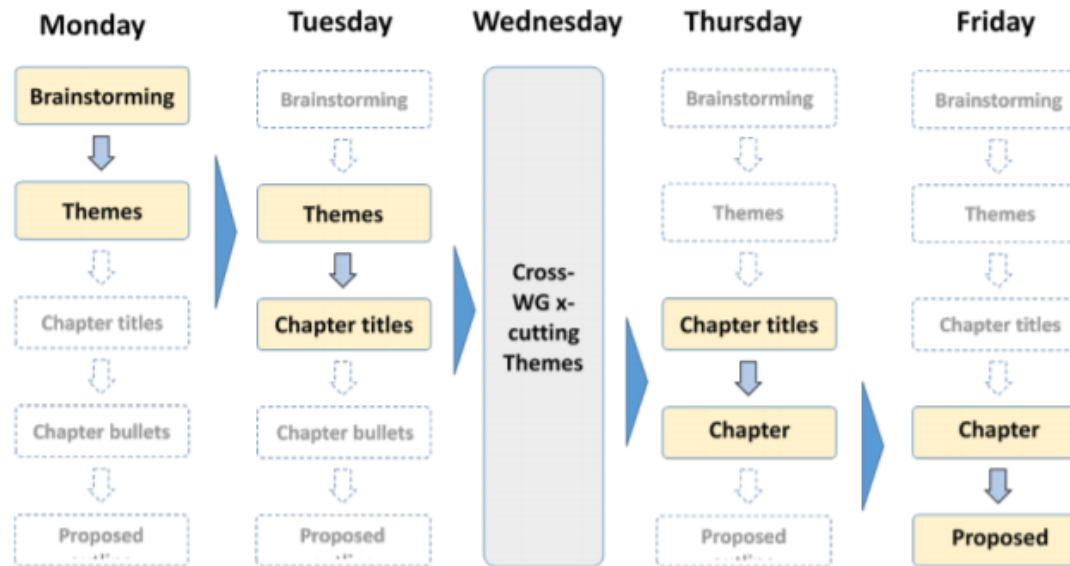 Monday
Tuesday
Wednesday
Thursday
Friday
Brainstorming
Themes
Chapter titles
Chapter bullets
Proposed
Brainstorming
Themes
Chapter titles
Chapter bullets
Proposed
Cross-
WG x-
cutting
Themes
Brainstorming
Themes
Chapter titles
Chapter
Proposed
Brainstorming
Themes
Chapter titles
Chapter
Proposed